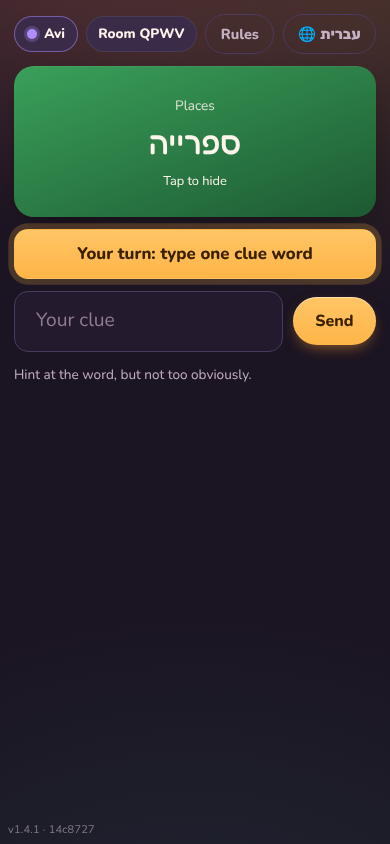 Avi
Room QPWV
Rules
🌐 עברית
Places
ספרייה
Tap to hide
Your turn: type one clue word
Your clue
Send
Hint at the word, but not too obviously.
v1.4.1 · 14c8727